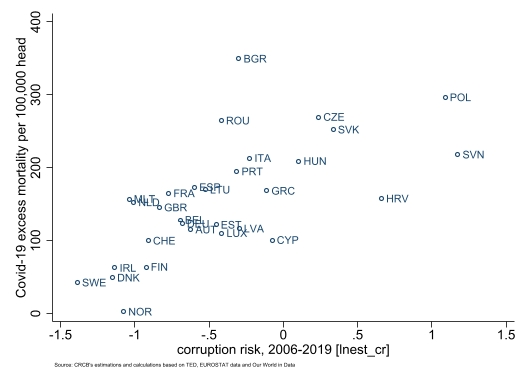 400
Covid-19 excess mortality per 100,000 head
BGR
300
POL
CZE
ROU
SVK
SVN
ITA
HUN
200
PRT
ESP
LTU
GRC
FRA
MLT
NLD
HRV
GBR
BEL
DEU
EST
AUT
LVA
LUX
100
CHE
CYP
IRL
FIN
DNK
SWE
NOR
0
-1.5 -1 -.5 0 .5 1 1.5
corruption risk, 2006-2019 [lnest_cr]
Source: CRCB's estimations and calculations based on TED, EUROSTAT data and Our World in Data